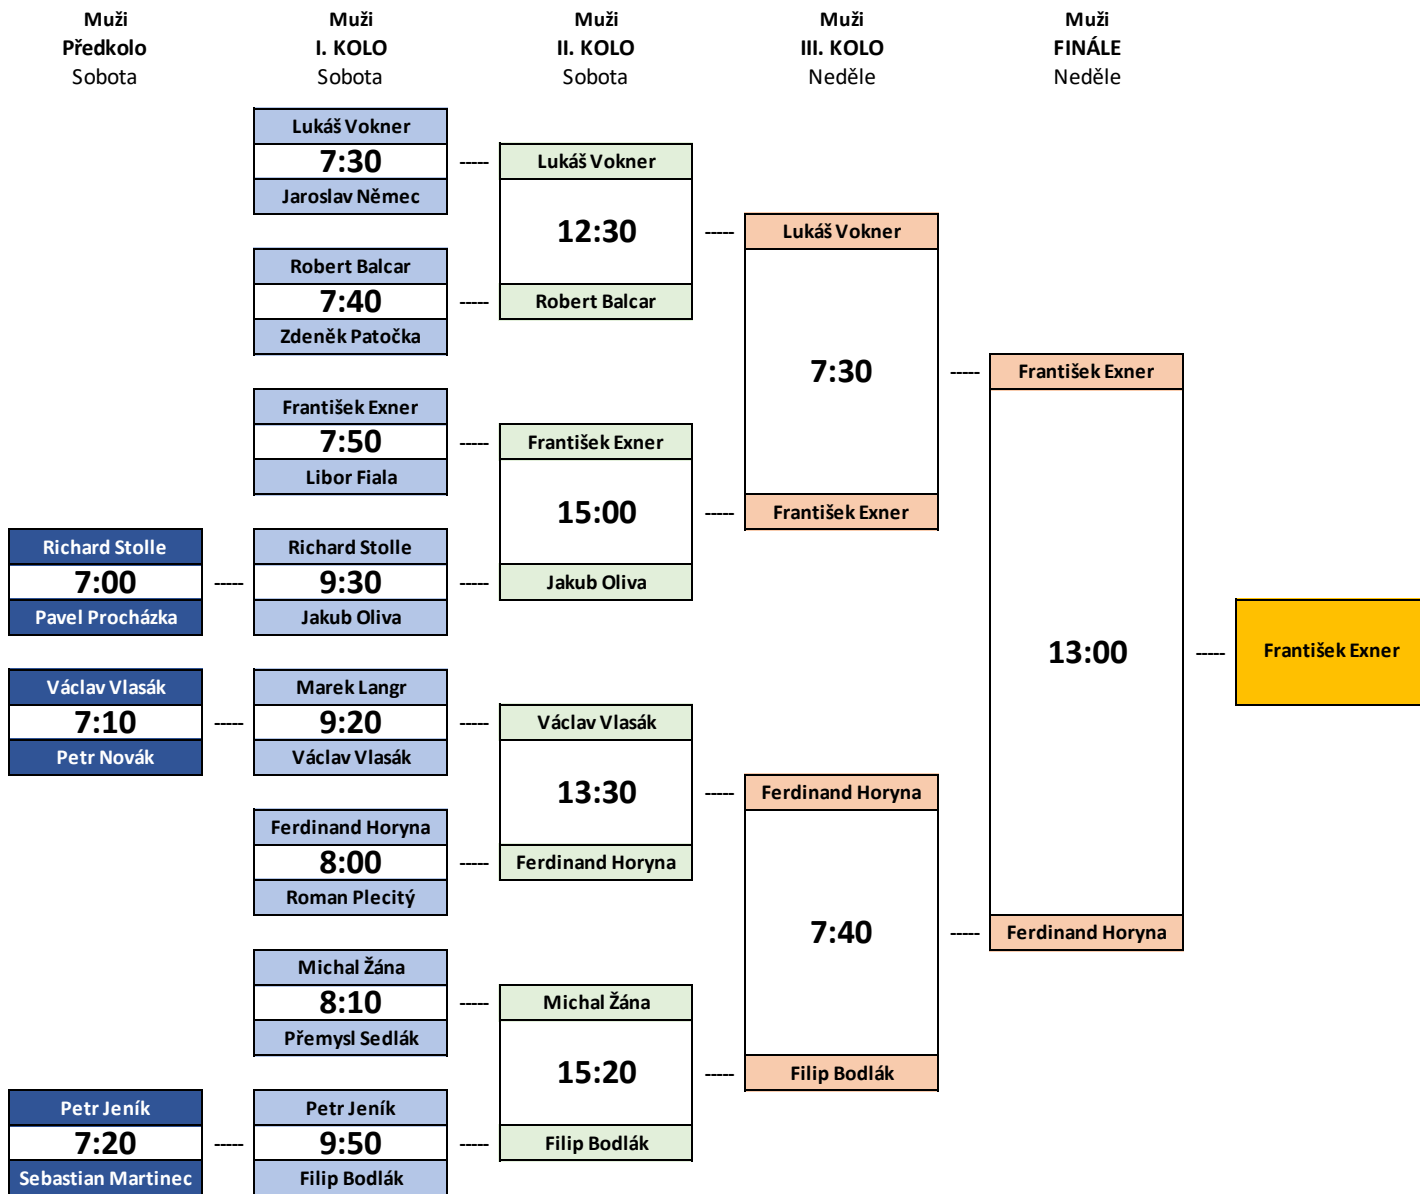 Muži
Předkolo
Sobota
Muži
I. KOLO
Sobota
Muži
II. KOLO
Sobota
Muži
III. KOLO
Neděle
Muži
FINÁLE
Neděle
Richard Stolle
7:00
Pavel Procházka
Václav Vlasák
7:10
Petr Novák
Petr Jeník
7:20
Sebastian Martinec
Lukáš Vokner
7:30
Jaroslav Němec
Robert Balcar
7:40
Zdeněk Patočka
František Exner
7:50
Libor Fiala
Richard Stolle
9:30
Jakub Oliva
Marek Langr
9:20
Václav Vlasák
Ferdinand Horyna
8:00
Roman Plecitý
Michal Žána
8:10
Přemysl Sedlák
Petr Jeník
9:50
Filip Bodlák
Lukáš Vokner
12:30
Robert Balcar
František Exner
15:00
Jakub Oliva
Václav Vlasák
13:30
Ferdinand Horyna
Michal Žána
15:20
Filip Bodlák
Lukáš Vokner
7:30
František Exner
Ferdinand Horyna
7:40
Filip Bodlák
František Exner
13:00
Ferdinand Horyna
František Exner